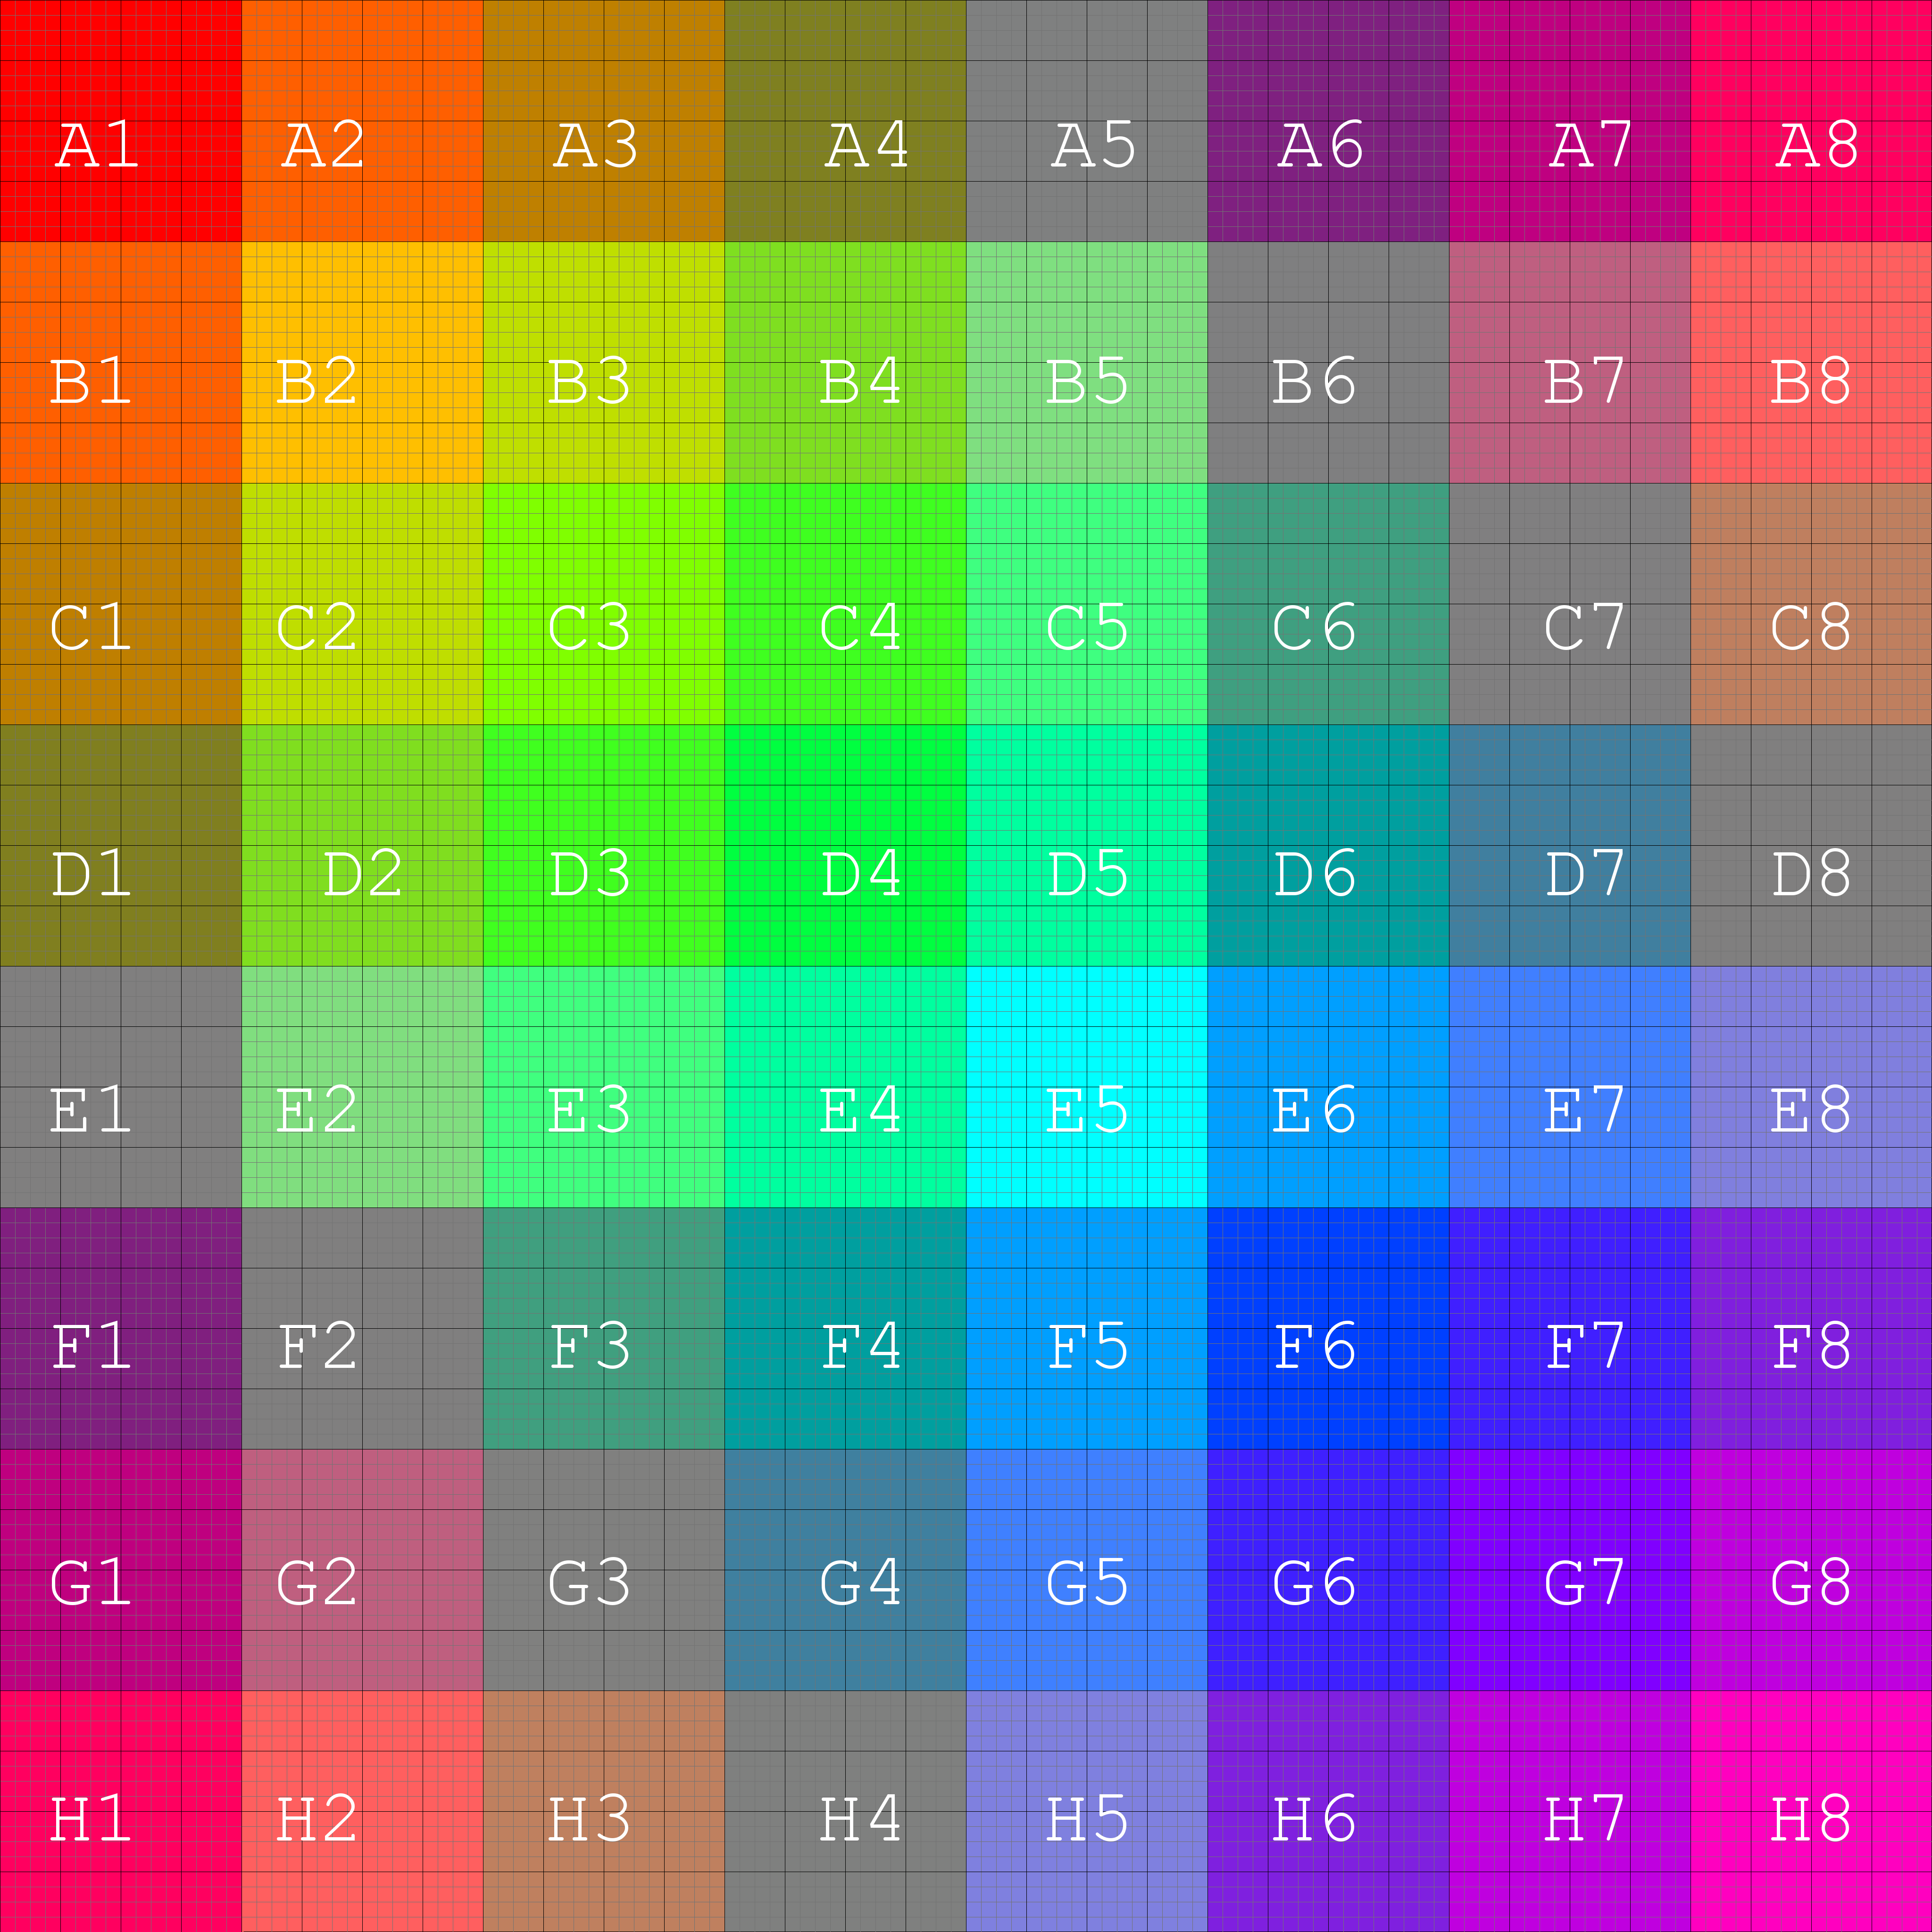 A1 A2 A3 A4 A5 A6 A7 A8
B1 B2 B3 B4 B5 B6 B7 B8
C1 C2 C3 C4 C5 C6 C7 C8
D1 D2 D3 D4 D5 D6 D7 D8
E1 E2 E3 E4 E5 E6 E7 E8
F1 F2 F3 F4 F5 F6 F7 F8
G1 G2 G3 G4 G5 G6 G7 G8
H1 H2 H3 H4 H5 H6 H7 H8